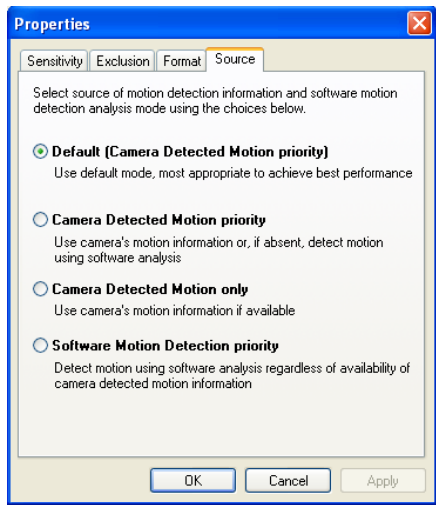 Properties
Sensitivity Exclusion Format Source
Select source of motion detection information and software motion
detection analysis mode using the choices below.
Default (Camera Detected Motion priority)
Use default mode, most appropriate to achieve best performance
Camera Detected Motion priority
Use camera's motion information or, if absent, detect motion
using software analysis
Camera Detected Motion only
Use camera's motion information if available
Software Motion Detection priority
Detect motion using software analysis regardless of availability of
camera detected motion information
OK Cancel Apply